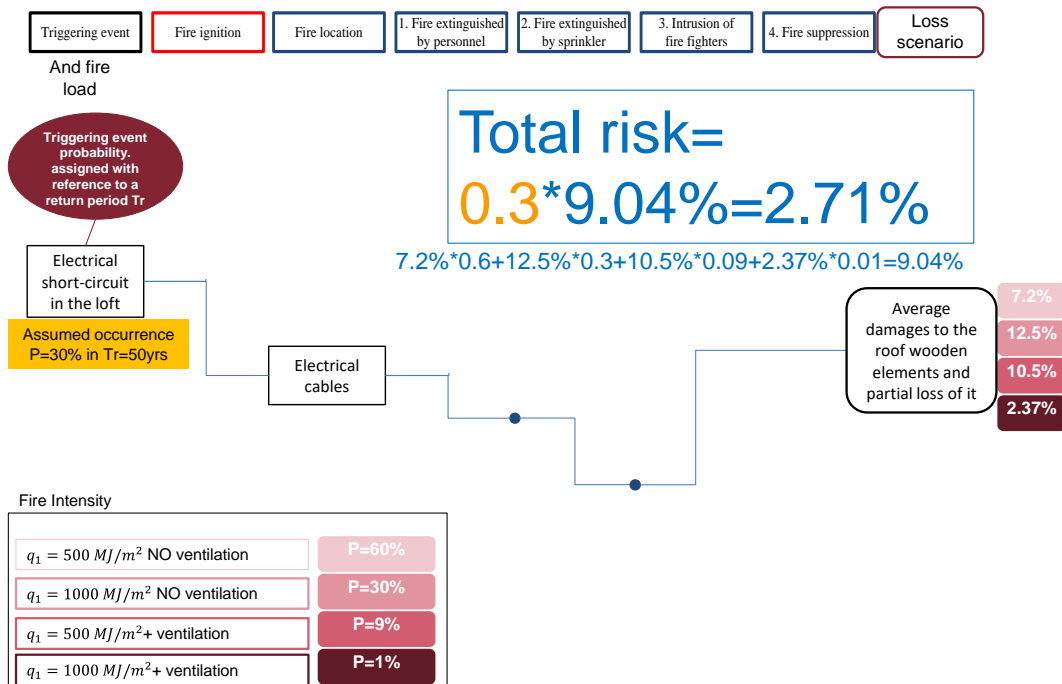 Triggering event
Fire ignition
Fire location
1. Fire extinguished
by personnel
2. Fire extinguished
by sprinkler
3. Intrusion of
fire fighters
4. Fire suppression
Loss
scenario
And fire
load
Triggering event
probability.
assigned with
reference to a
return period Tr
Total risk=
0.3*9.04%=2.71%
7.2%*0.6+12.5%*0.3+10.5%*0.09+2.37%*0.01=9.04%
Electrical
short-circuit
in the loft
Assumed occurrence
P=30% in Tr=50yrs
Electrical
cables
Average
damages to the
roof wooden
elements and
partial loss of it
7.2%
12.5%
10.5%
2.37%
Fire Intensity
q₁ = 500 MJ/m² NO ventilation
P=60%
q₁ = 1000 MJ/m² NO ventilation
P=30%
q₁ = 500 MJ/m²+ ventilation
P=9%
q₁ = 1000 MJ/m²+ ventilation
P=1%